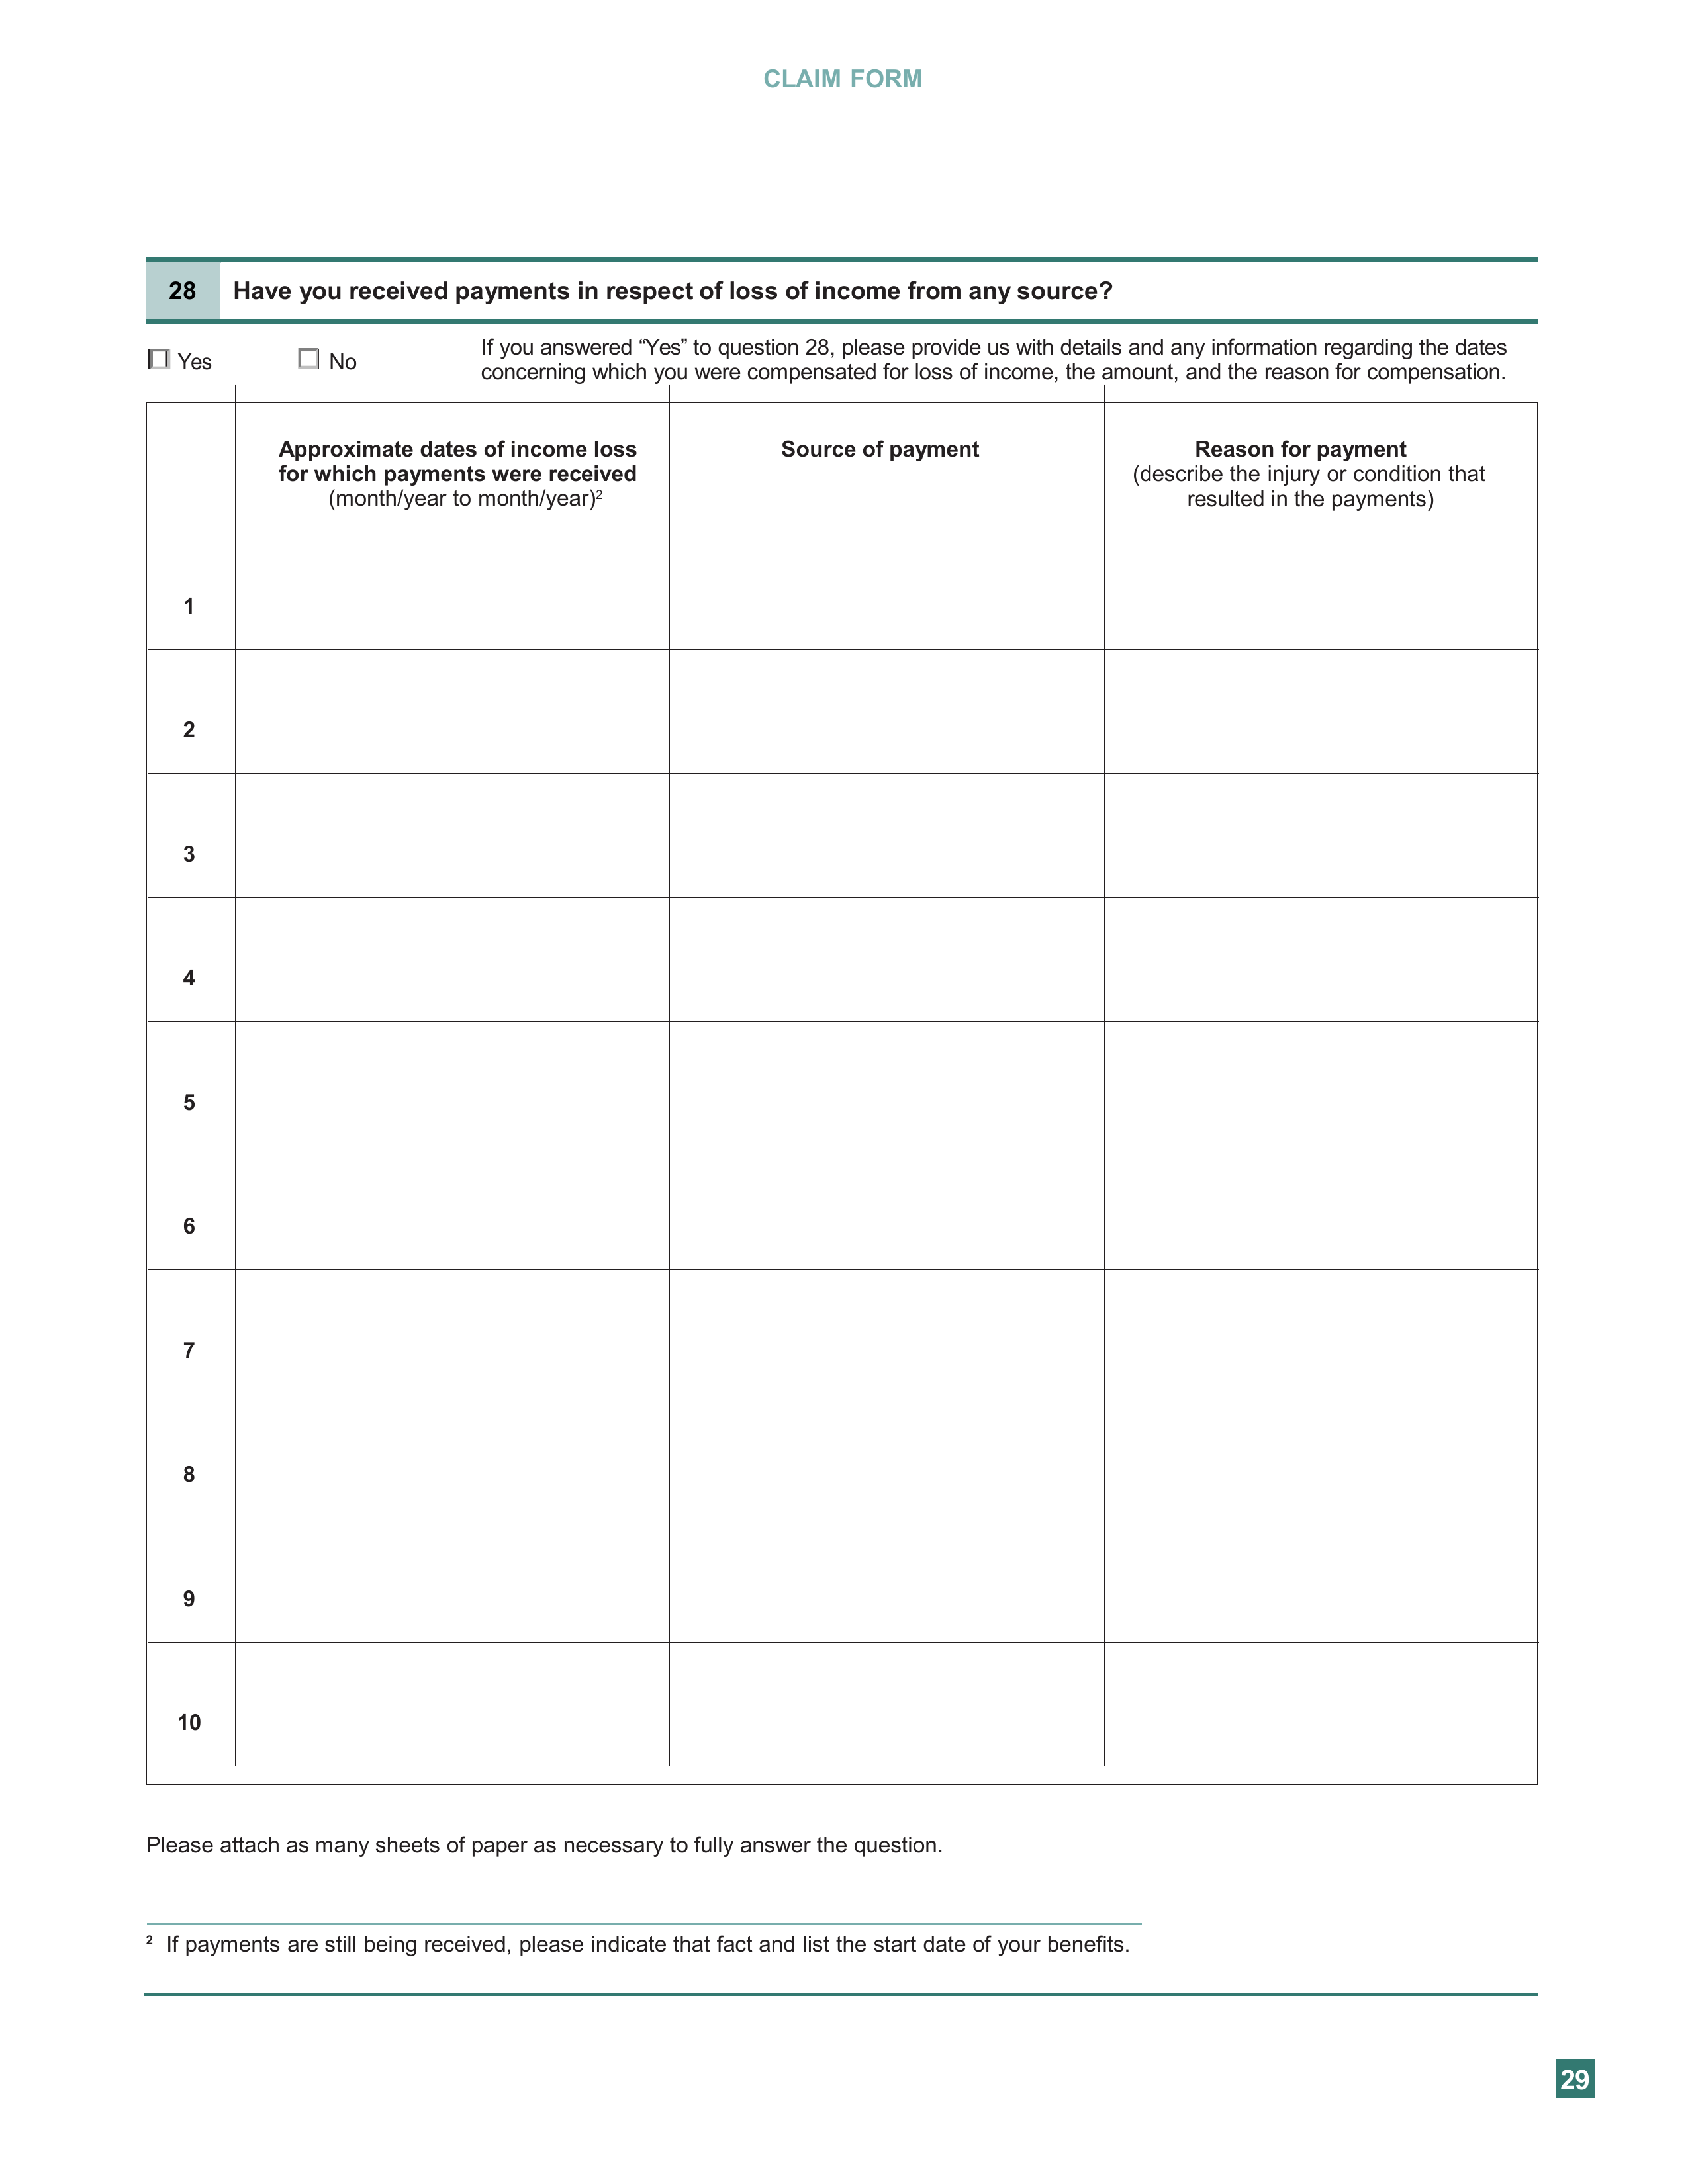 CLAIM FORM
28 Have you received payments in respect of loss of income from any source?
Yes No
If you answered “Yes” to question 28, please provide us with details and any information regarding the dates
concerning which you were compensated for loss of income, the amount, and the reason for compensation.
Approximate dates of income loss
for which payments were received
(month/year to month/year)²
Source of payment
Reason for payment
(describe the injury or condition that
resulted in the payments)
1
2
3
4
5
6
7
8
9
10
Please attach as many sheets of paper as necessary to fully answer the question.
² If payments are still being received, please indicate that fact and list the start date of your benefits.
29